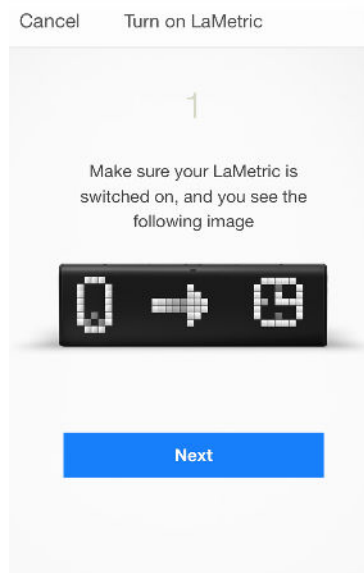 Cancel Turn on LaMetric
1
Make sure your LaMetric is
switched on, and you see the
following image
Next